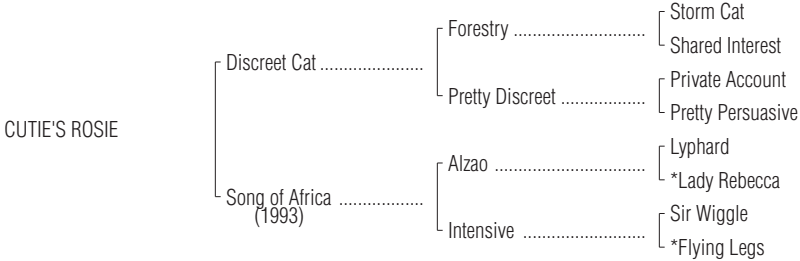 Storm Cat
Forestry ............................
Shared Interest
Discreet Cat ......................
Private Account
Pretty Discreet ..................
Pretty Persuasive
CUTIE'S ROSIE
Lyphard
Alzao ................................
*Lady Rebecca
Song of Africa ..................
(1993)
Sir Wiggle
Intensive ..........................
*Flying Legs